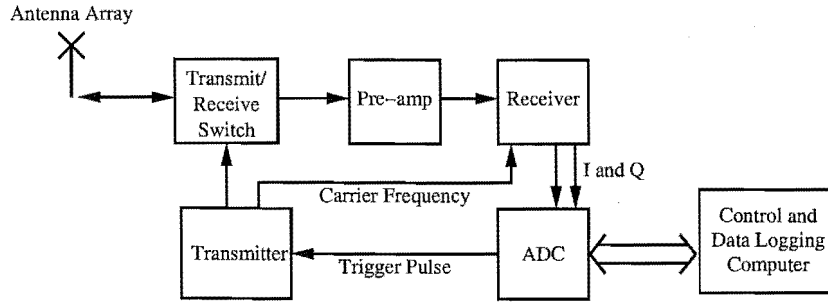 Antenna Array
Transmit/
Receive
Switch
Pre-amp
Receiver
I and Q
Carrier Frequency
Transmitter
Trigger Pulse
ADC
Control and
Data Logging
Computer